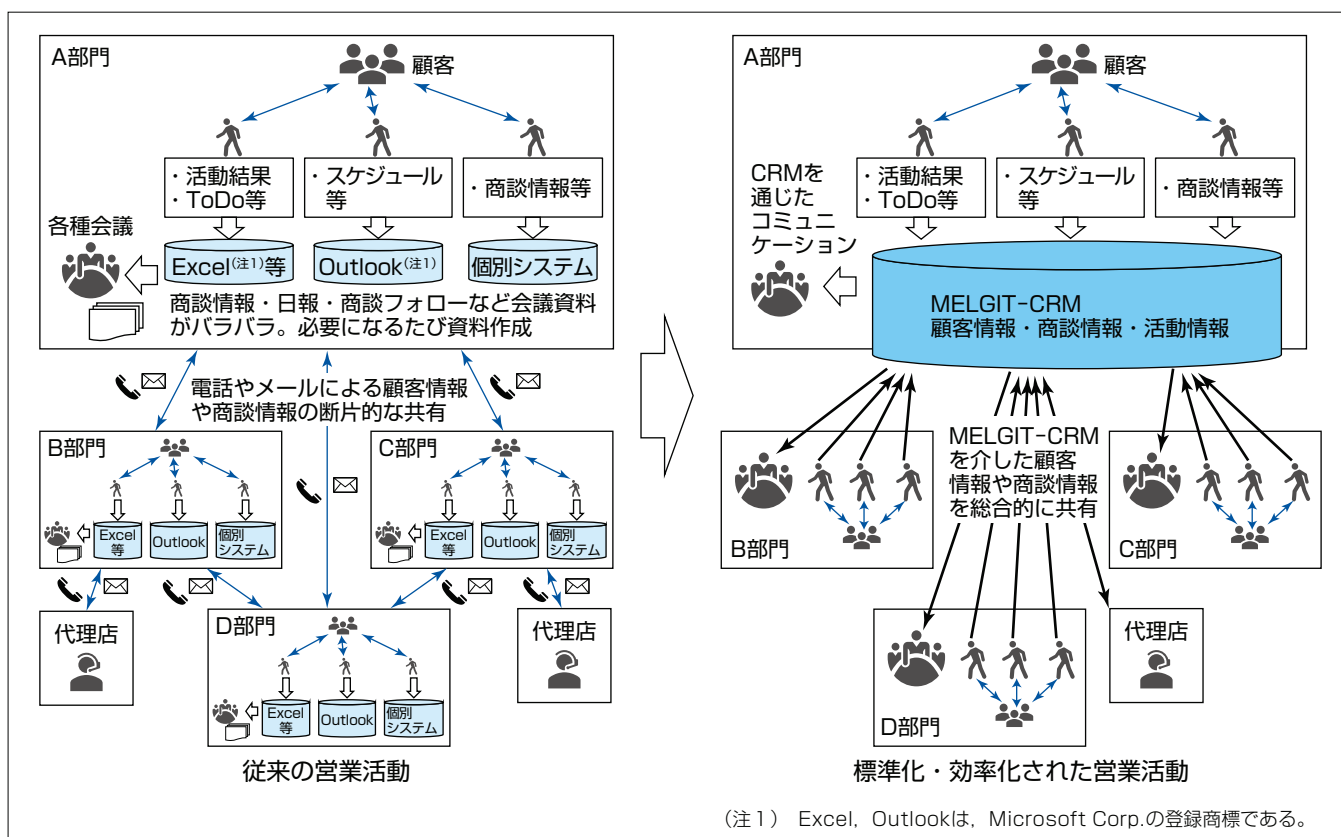 A部門
顧客
・活動結果
・ToDo等
・スケジュール
等
・商談情報等
各種会議
Excel(注1)等
Outlook(注1)
個別システム
商談情報・日報・商談フォローなど会議資料
がバラバラ。必要になるたび資料作成
電話やメールによる顧客情報
や商談情報の断片的な共有
B部門
Excel
等
Outlook
個別
システム
C部門
Excel
等
Outlook
個別
システム
代理店
D部門
Excel
等
Outlook
個別
システム
代理店
従来の営業活動
A部門
顧客
CRMを
通じた
コミュニ
ケーション
・活動結果
・ToDo等
・スケジュール
等
・商談情報等
MELGIT-CRM
顧客情報・商談情報・活動情報
MELGIT-CRM
を介した顧客
情報や商談情報
を総合的に共有
B部門
C部門
D部門
代理店
標準化・効率化された営業活動
(注1) Excel,Outlookは,Microsoft Corp.の登録商標である。